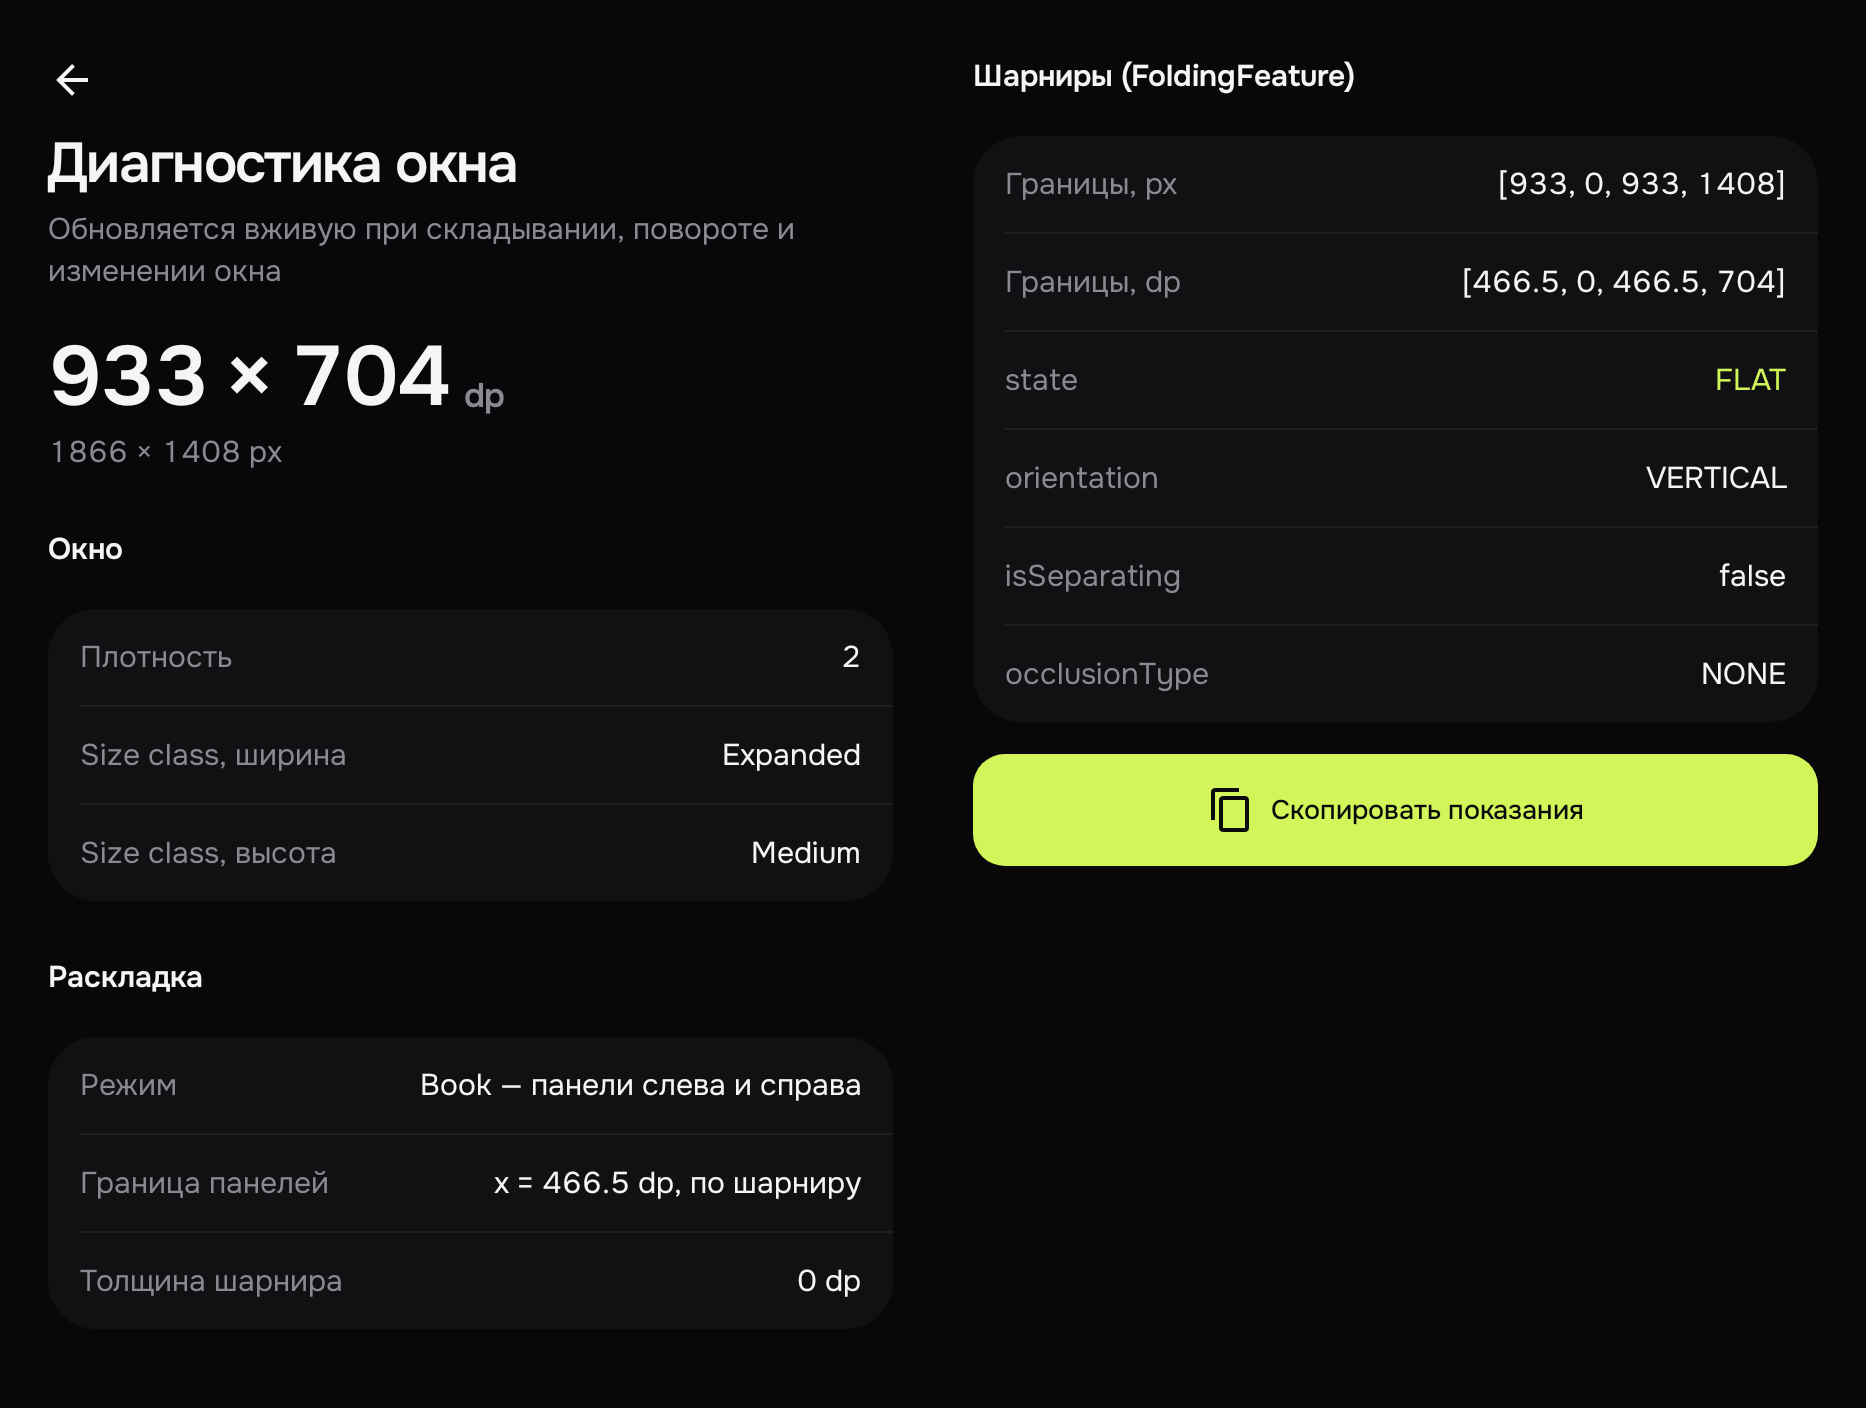 Диагностика окна
Обновляется вживую при складывании, повороте и
изменении окна
933 × 704 dp
1866 × 1408 px
Окно
Плотность 2
Size class, ширина Expanded
Size class, высота Medium
Раскладка
Режим Book — панели слева и справа
Граница панелей x = 466.5 dp, по шарниру
Толщина шарнира 0 dp
Шарниры (FoldingFeature)
Границы, px [933, 0, 933, 1408]
Границы, dp [466.5, 0, 466.5, 704]
state FLAT
orientation VERTICAL
isSeparating false
occlusionType NONE
Скопировать показания